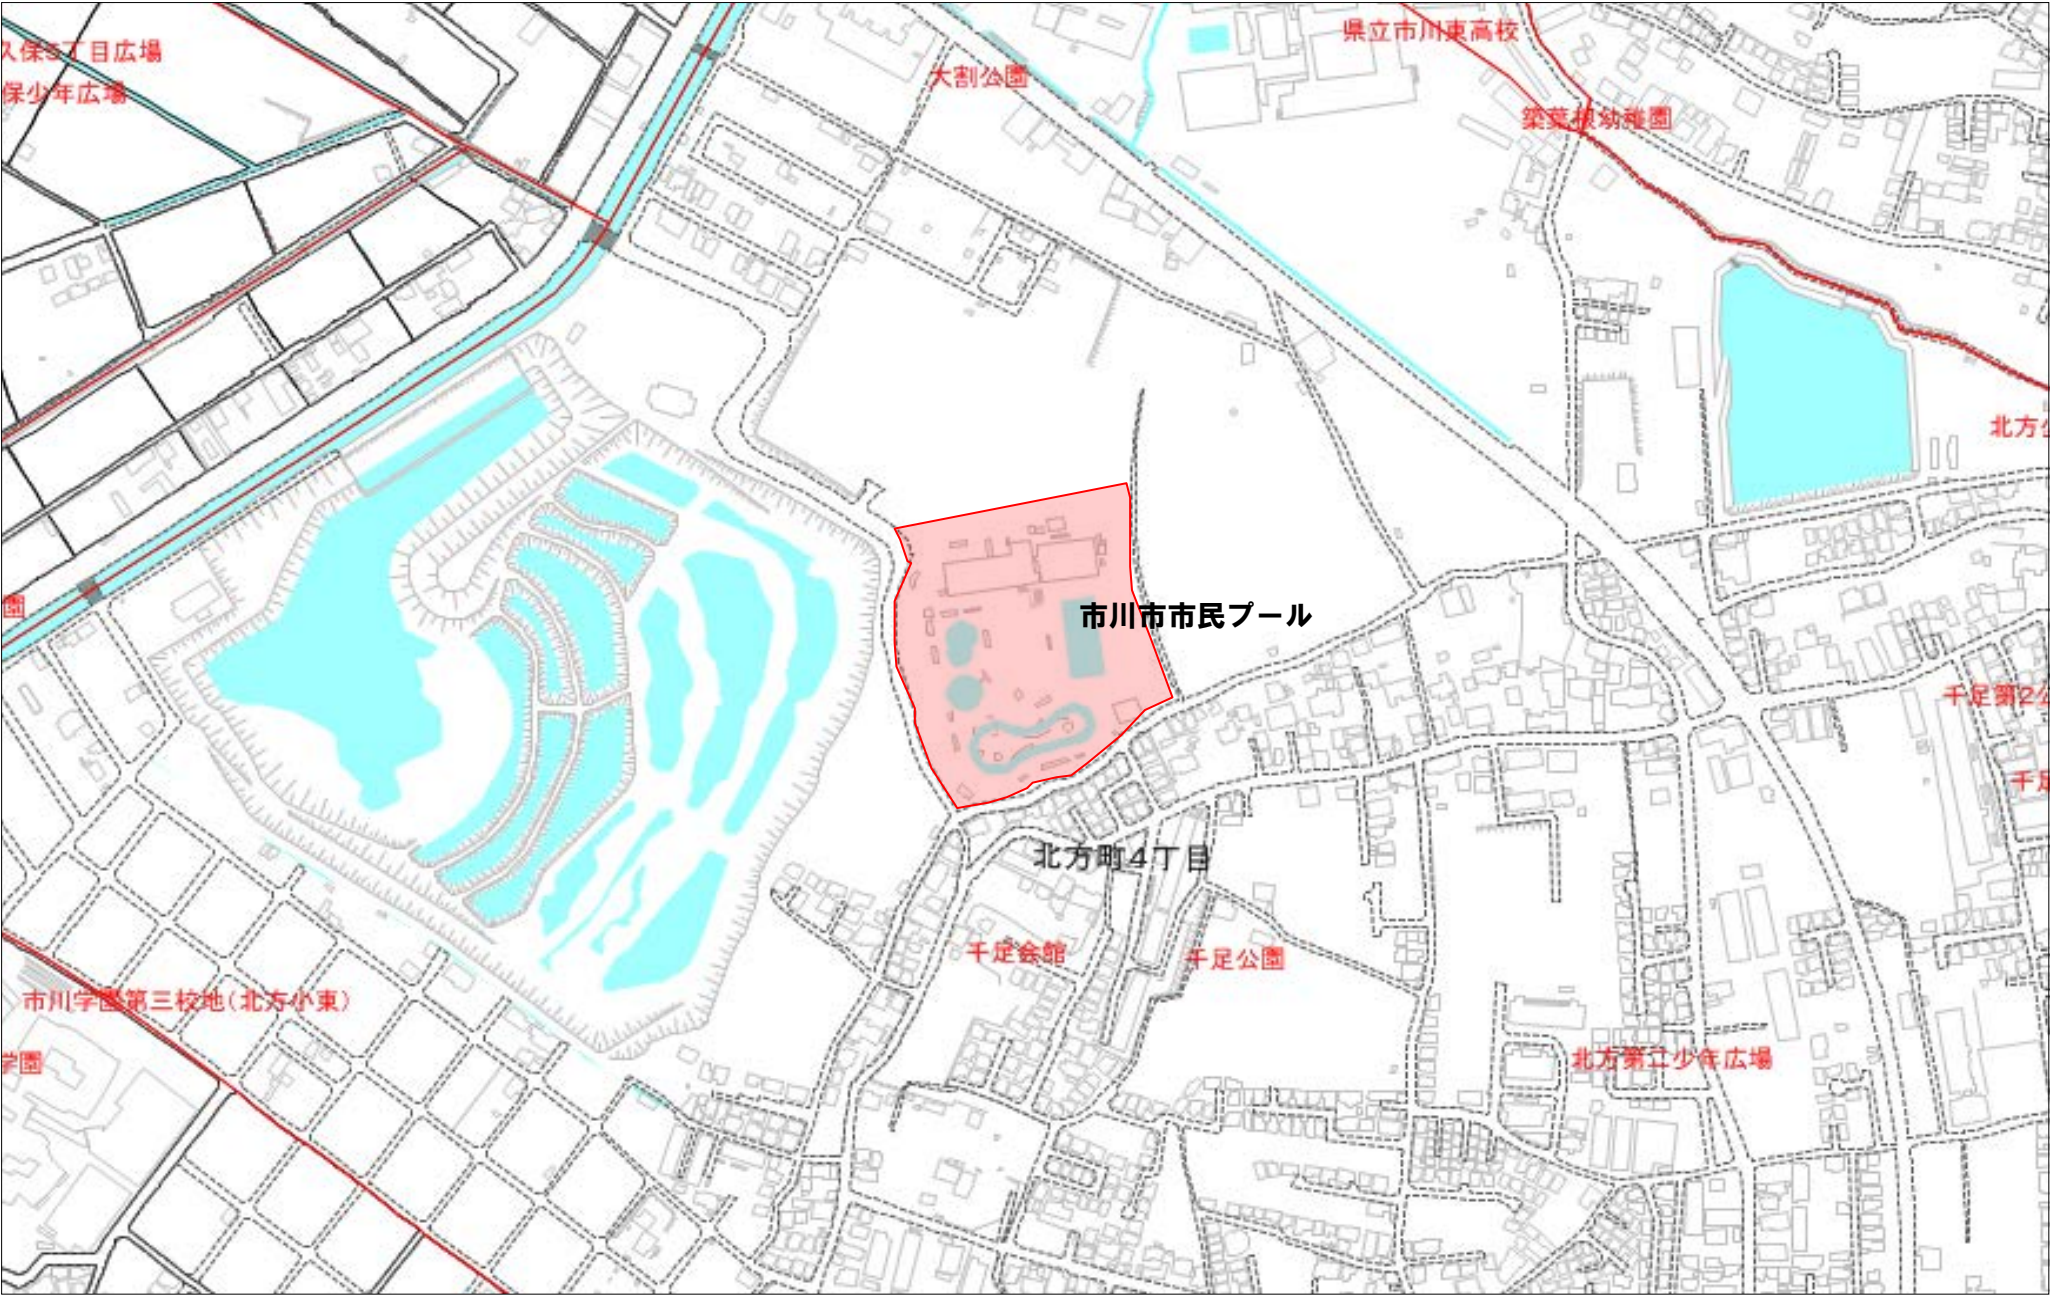 県立市川東高校
久保5丁目広場
大割公園
保少年広場
築葉根幼稚園
北方
園
市川市市民プール
千足第2公
千足
北方町4丁目
千足会館
千足公園
市川学園第三校地(北方小東)
学園
北方第二少年広場